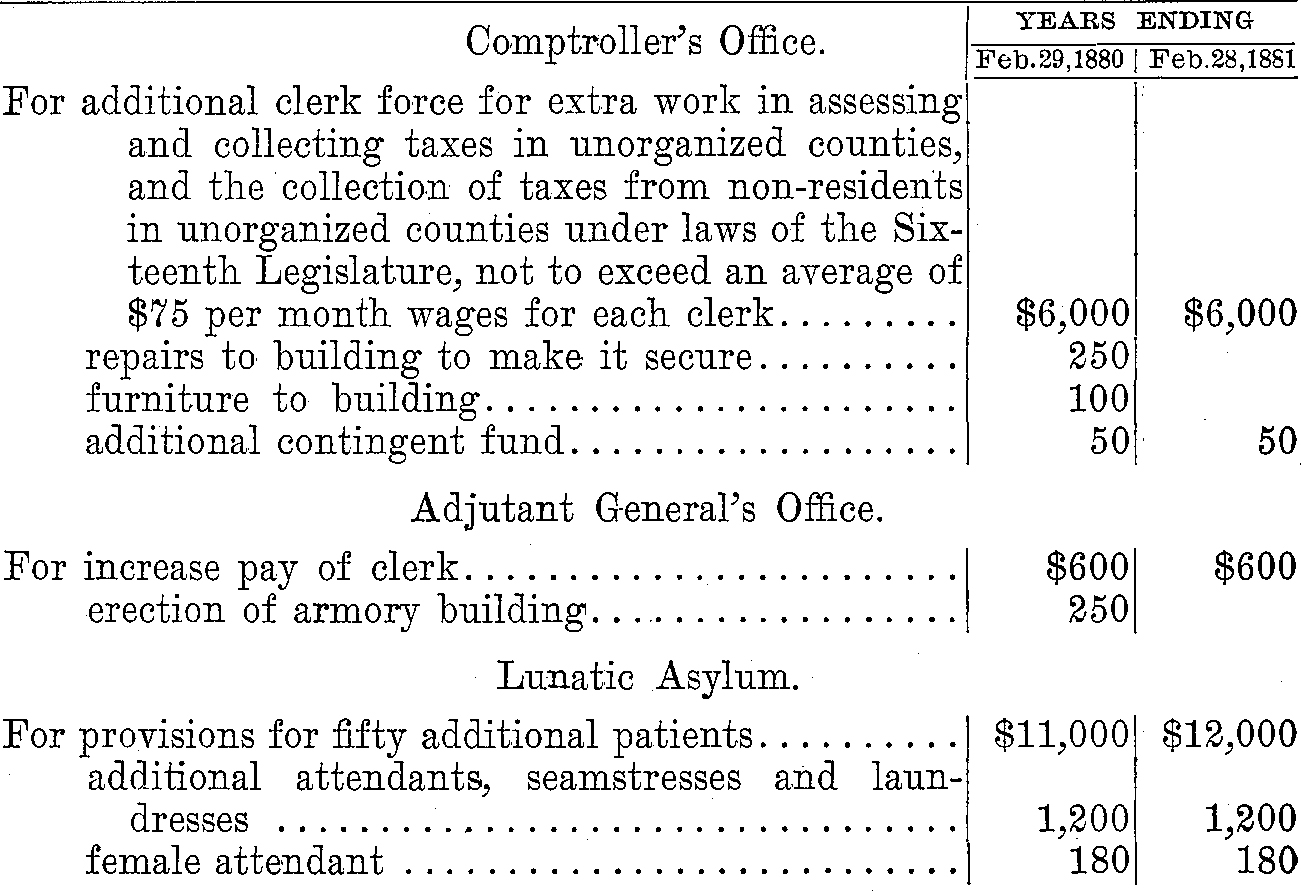 YEARS ENDING
Comptroller's Office.
Feb.29,1880 Feb.28,1881
For additional clerk force for extra work in assessing
and collecting taxes in unorganized counties,
and the collection of taxes from non-residents
in unorganized counties under laws of the Six-
teenth Legislature, not to exceed an average of
$75 per month wages for each clerk.......... $6,000 $6,000
repairs to building to make it secure.......... 250
furniture to building....................... 100
additional contingent fund................... 50 50
Adjutant General's Office.
For increase pay of clerk........................ $600 $600
erection of armory building.................. 250
Lunatic Asylum.
For provisions for fifty additional patients.......... $11,000 $12,000
additional attendants, seamstresses and laun-
dresses ................................. 1,200 1,200
female attendant ........................... 180 180